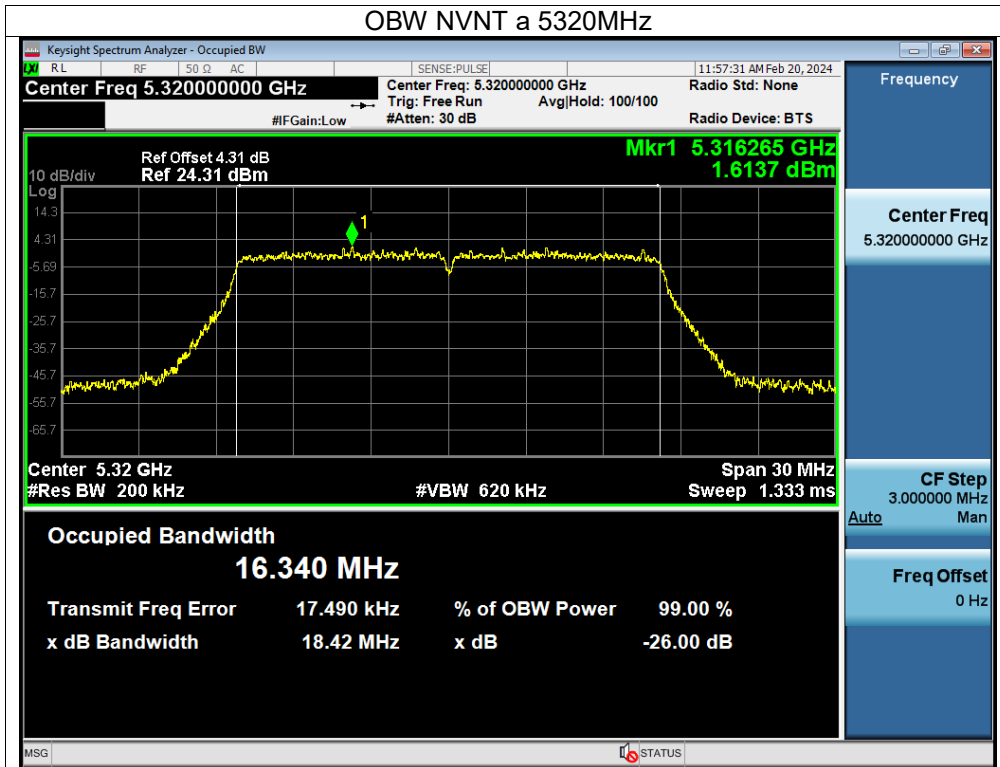 OBW NVNT a 5320MHz
Keysight Spectrum Analyzer - Occupied BW
LXI RL RF 50 Ω AC SENSE:PULSE 11:57:31 AM Feb 20, 2024
Center Freq 5.320000000 GHz
Center Freq: 5.320000000 GHz Radio Std: None
Trig: Free Run Avg|Hold: 100/100
#IFGain:Low #Atten: 30 dB Radio Device: BTS
Frequency
Mkr1 5.316265 GHz
1.6137 dBm
Ref Offset 4.31 dB
10 dB/div Ref 24.31 dBm
Log
14.3
4.31
-5.69
-15.7
-25.7
-35.7
-45.7
-55.7
-65.7
1
Center 5.32 GHz Span 30 MHz
#Res BW 200 kHz #VBW 620 kHz Sweep 1.333 ms
Center Freq
5.320000000 GHz
CF Step
3.000000 MHz
Auto Man
Freq Offset
0 Hz
Occupied Bandwidth
16.340 MHz
Transmit Freq Error 17.490 kHz % of OBW Power 99.00 %
x dB Bandwidth 18.42 MHz x dB -26.00 dB
MSG STATUS